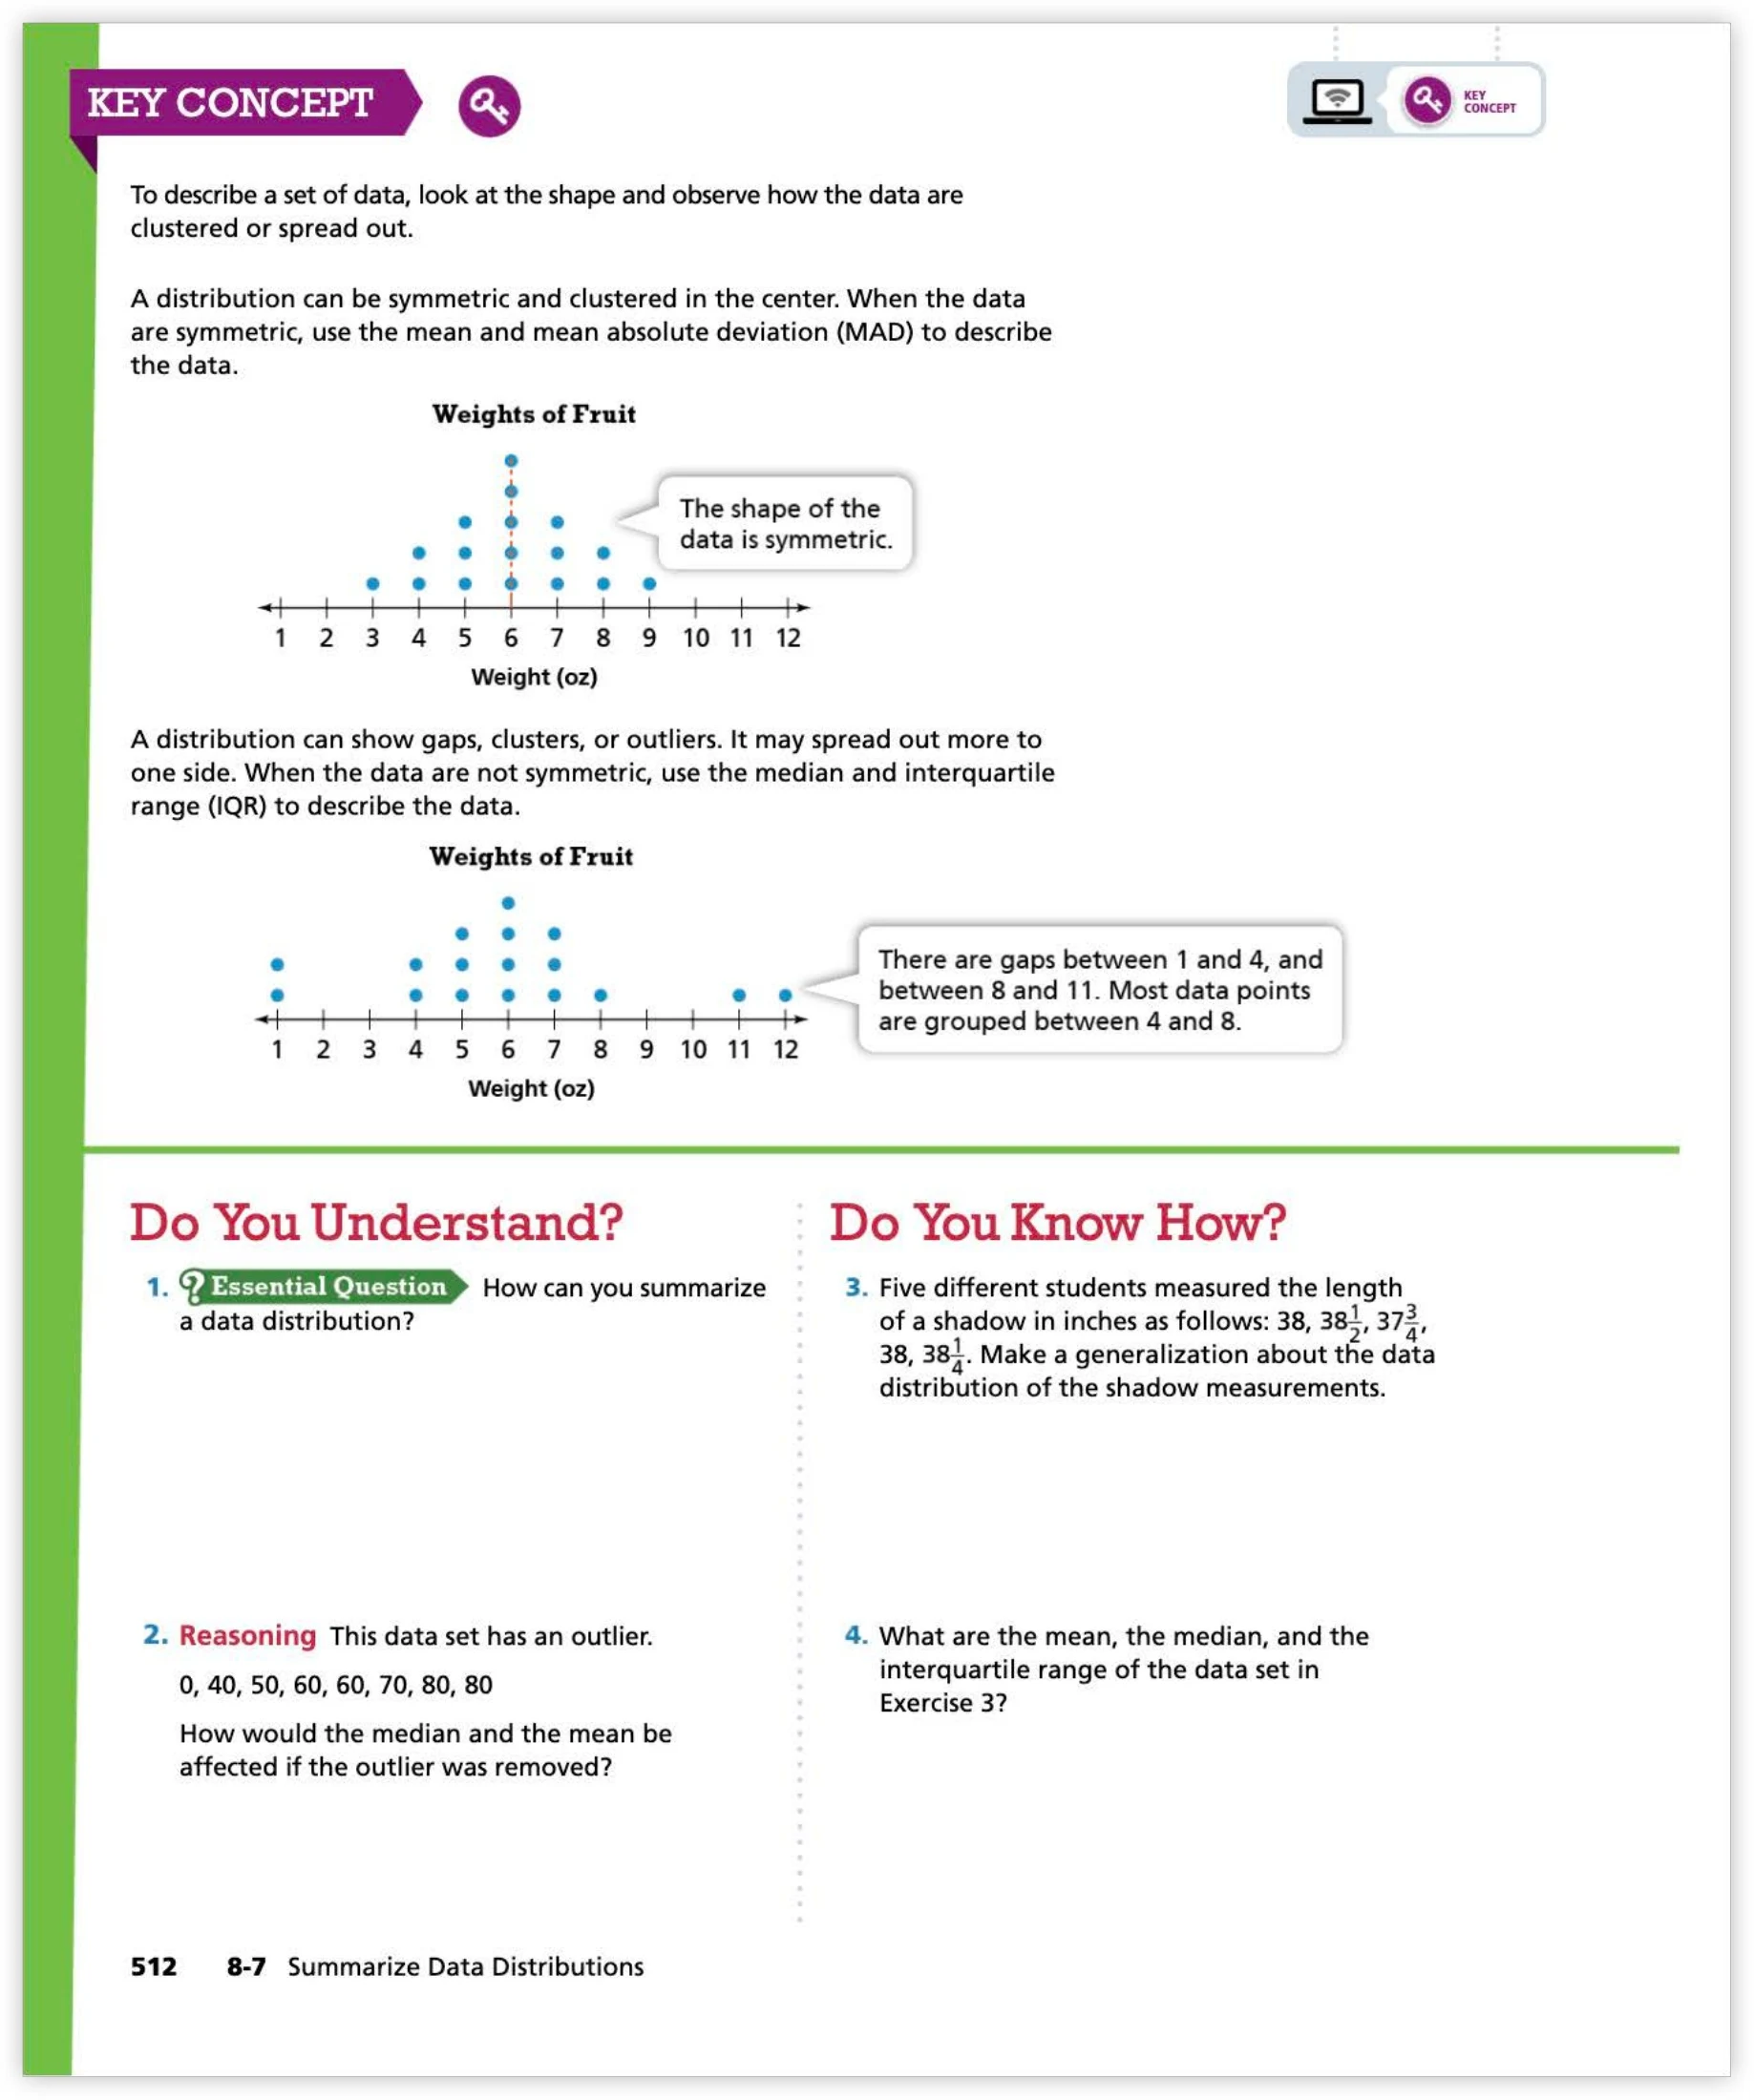 KEY CONCEPT
KEY
CONCEPT
To describe a set of data, look at the shape and observe how the data are
clustered or spread out.
A distribution can be symmetric and clustered in the center. When the data
are symmetric, use the mean and mean absolute deviation (MAD) to describe
the data.
Weights of Fruit
The shape of the
data is symmetric.
1 2 3 4 5 6 7 8 9 10 11 12
Weight (oz)
A distribution can show gaps, clusters, or outliers. It may spread out more to
one side. When the data are not symmetric, use the median and interquartile
range (IQR) to describe the data.
Weights of Fruit
There are gaps between 1 and 4, and
between 8 and 11. Most data points
are grouped between 4 and 8.
1 2 3 4 5 6 7 8 9 10 11 12
Weight (oz)
Do You Understand?
1. ? Essential Question How can you summarize
a data distribution?
2. Reasoning This data set has an outlier.
0, 40, 50, 60, 60, 70, 80, 80
How would the median and the mean be
affected if the outlier was removed?
Do You Know How?
3. Five different students measured the length
of a shadow in inches as follows: 38, 38 1/2, 37 3/4,
38, 38 1/4. Make a generalization about the data
distribution of the shadow measurements.
4. What are the mean, the median, and the
interquartile range of the data set in
Exercise 3?
512 8-7 Summarize Data Distributions